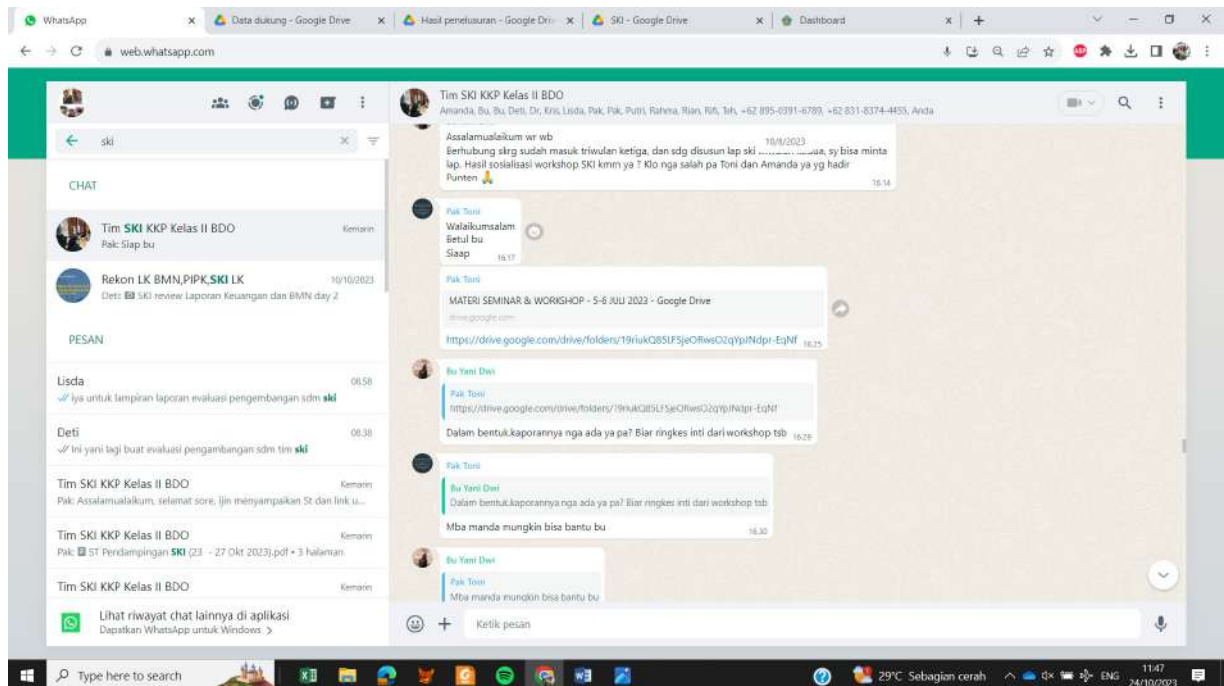 WhatsApp
Data dukung - Google Drive
Hasil penelusuran - Google Dri
SKI - Google Drive
Dashboard
web.whatsapp.com
ABP
ski
CHAT
Tim SKI KKP Kelas II BDO
Kemarin
Pak: Siap bu
Rekon LK BMN,PIPK,SKI LK
10/10/2023
Deti: SKI review Laporan Keuangan dan BMN day 2
PESAN
Lisda
08.58
iya untuk lampiran laporan evaluasi pengembangan sdm ski
Deti
08.38
Ini yani lagi buat evaluasi pengambangan sdm tim ski
Tim SKI KKP Kelas II BDO
Kemarin
Pak: Assalamualaikum, selamat sore, Ijin menyampaikan St dan link u...
Tim SKI KKP Kelas II BDO
Kemarin
Pak: ST Pendampingan SKI (23 - 27 Okt 2023).pdf • 3 halaman
Tim SKI KKP Kelas II BDO
Kemarin
Lihat riwayat chat lainnya di aplikasi
Dapatkan WhatsApp untuk Windows >
Tim SKI KKP Kelas II BDO
Amanda, Bu, Bu, Deti, Dr, Kris, Lisda, Pak, Pak, Putri, Rahma, Rian, Rifi, Teh, +62 895-0391-6789, +62 831-8374-4455, Anda
10/8/2023
Assalamualaikum wr wb
Berhubung skrg sudah masuk triwulan ketiga, dan sdg disusun lap ski sy bisa minta
lap. Hasil sosialisasi workshop SKI kmrn ya ? Klo nga salah pa Toni dan Amanda ya yg hadir
Punten 🙏
16.14
Pak Toni
Walaikumsalam
Betul bu
Siaap
16.17
Pak Toni
MATERI SEMINAR & WORKSHOP - 5-6 JULI 2023 - Google Drive
drive.google.com
https://drive.google.com/drive/folders/19riukQ85LF5jeORwsO2qYpJNdpr-EqNf
16.25
Bu Yani Dwi
Pak Toni
https://drive.google.com/drive/folders/19riukQ85LF5jeORwsO2qYpJNdpr-EqNf
Dalam bentuk.kaporannya nga ada ya pa? Biar ringkes inti dari workshop tsb
16.29
Pak Toni
Bu Yani Dwi
Dalam bentuk.kaporannya nga ada ya pa? Biar ringkes inti dari workshop tsb
Mba manda mungkin bisa bantu bu
16.30
Bu Yani Dwi
Pak Toni
Mba manda mungkin bisa bantu bu
Ketik pesan
Type here to search
29°C Sebagian cerah
ENG
11:47
24/10/2023